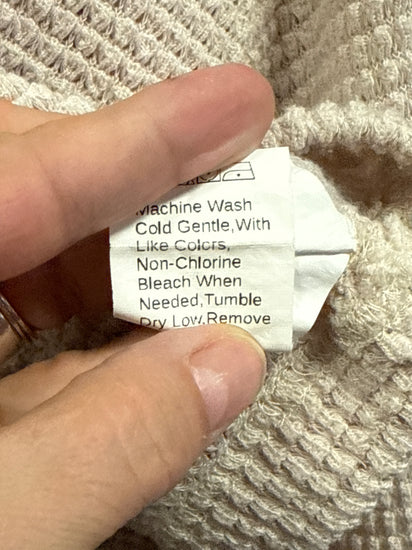 Machine Wash
Cold Gentle,With
Like Colors,
Non-Chlorine
Bleach When
Needed,Tumble
Dry Low,Remove